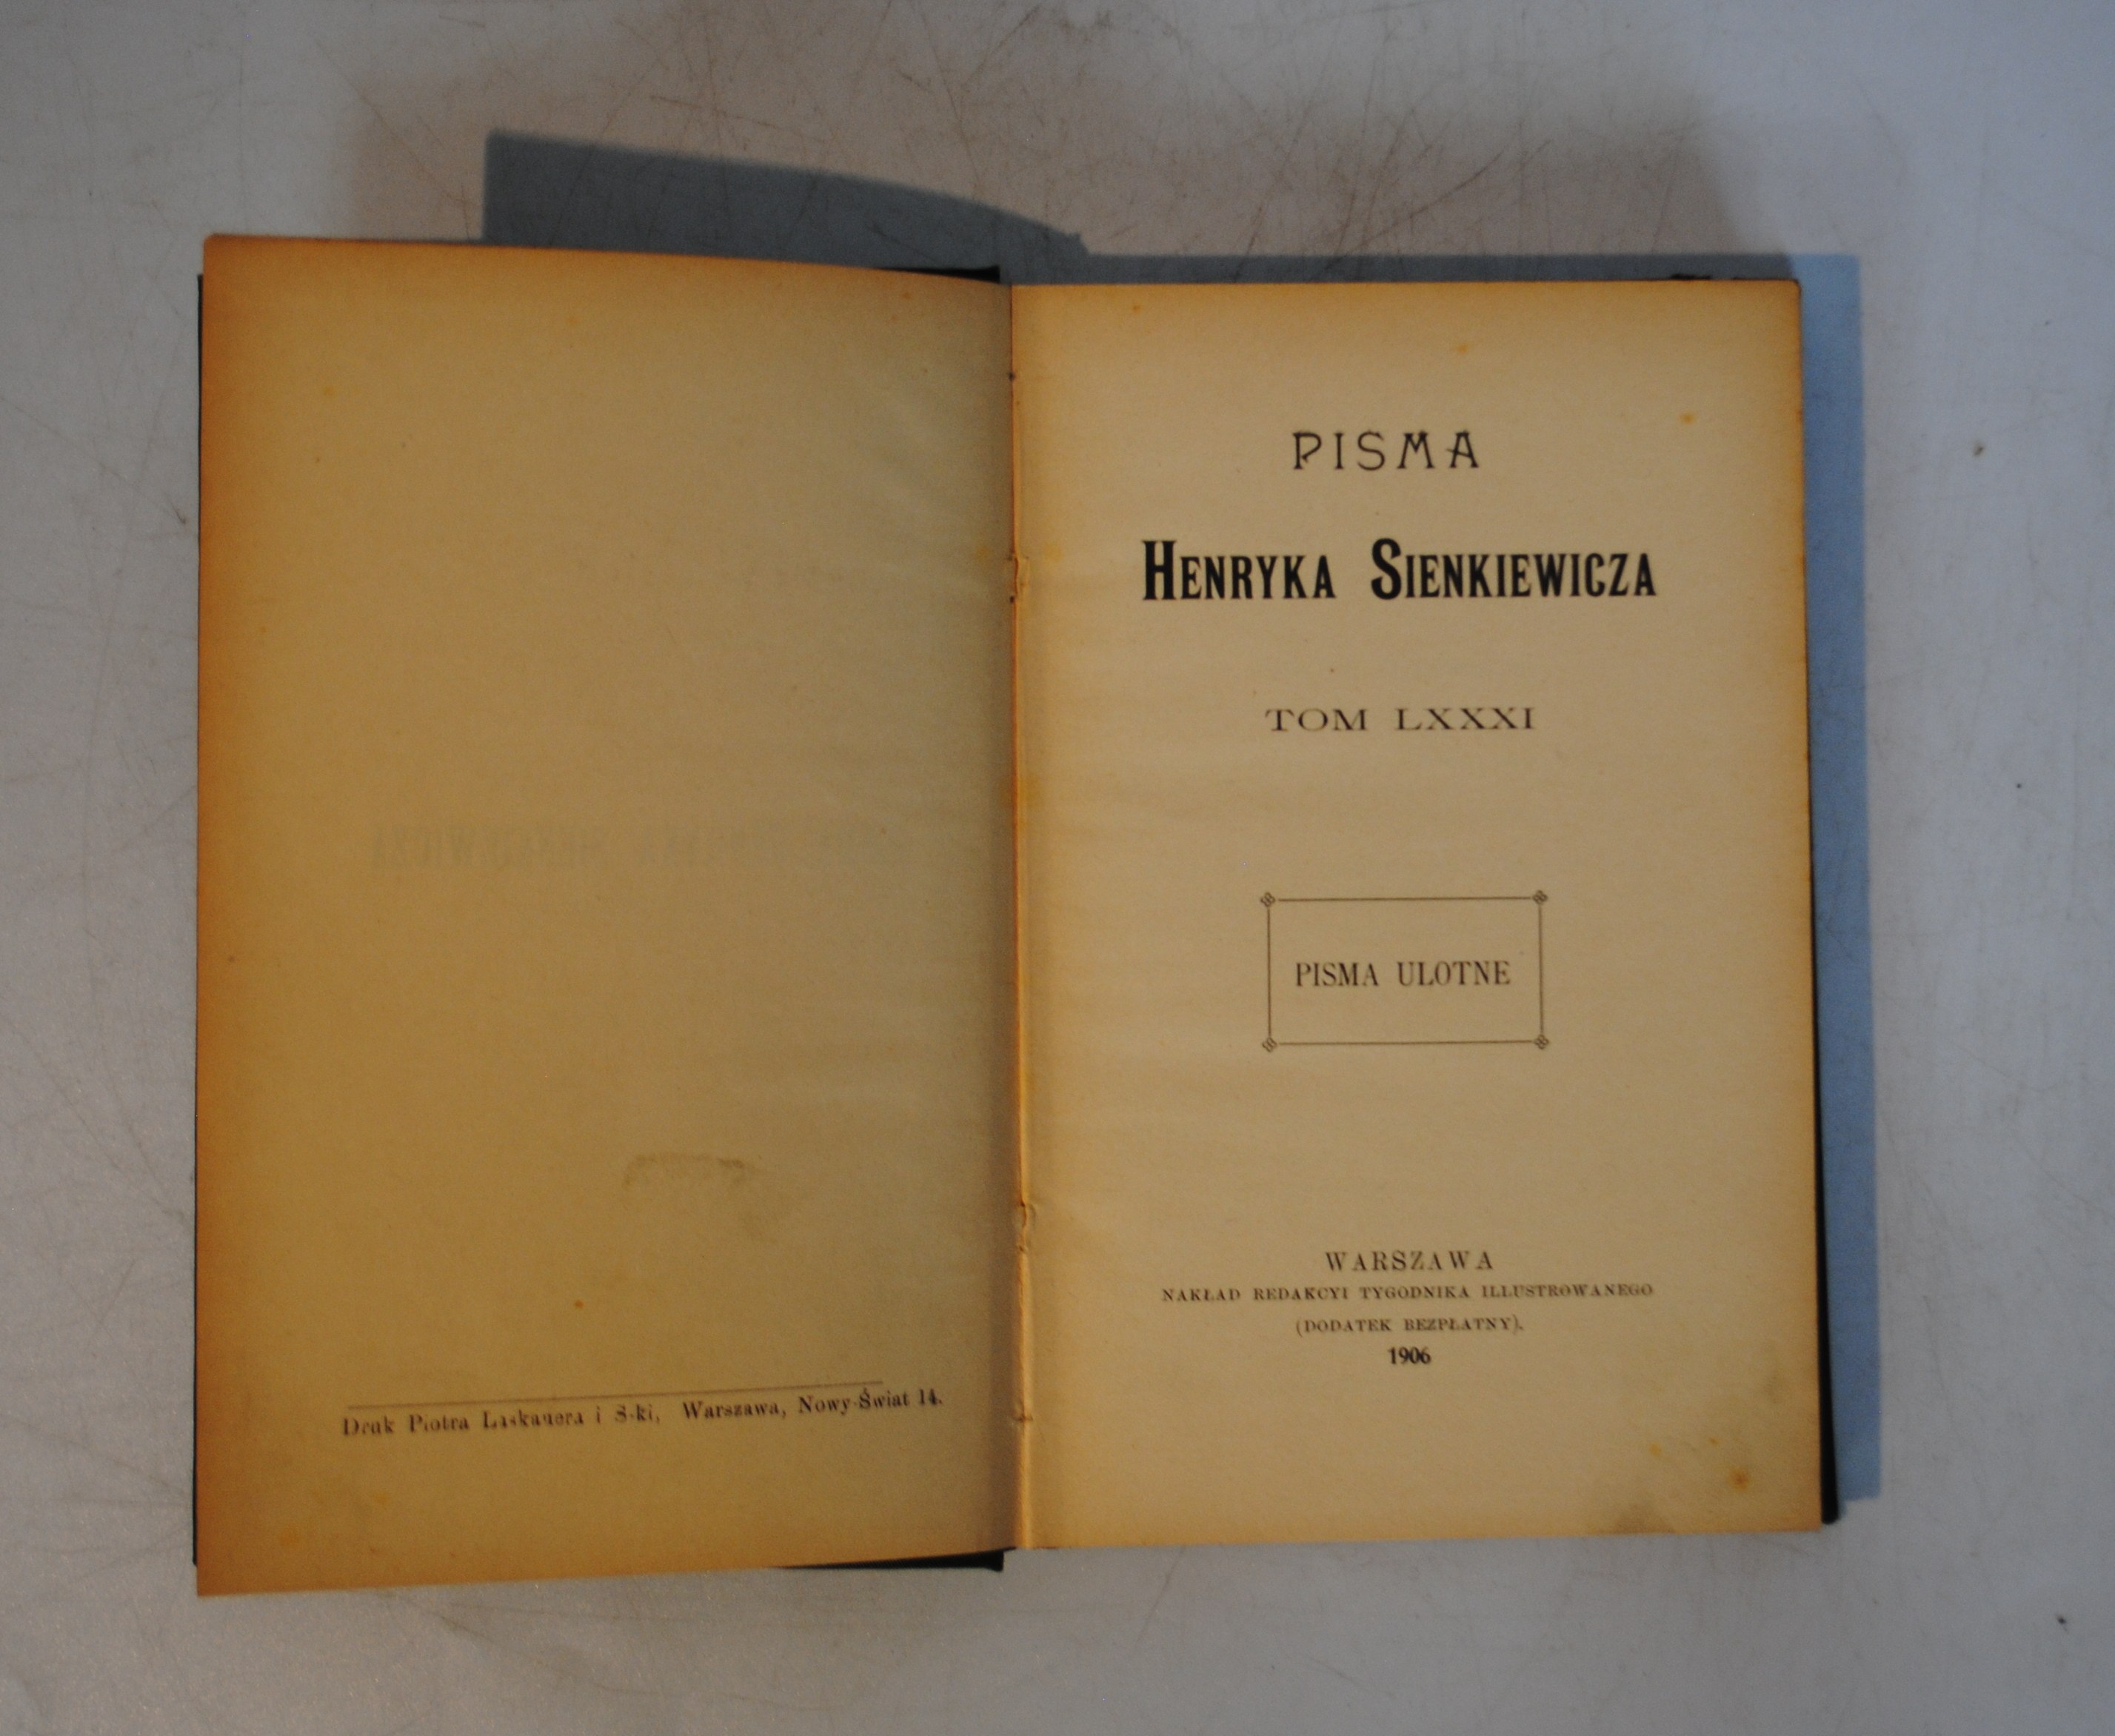 Druk Piotra Laskauera i S-ki, Warszawa, Nowy-Świat 14.
PISMA
HENRYKA SIENKIEWICZA
TOM LXXXI
PISMA ULOTNE
WARSZAWA
NAKŁAD REDAKCYI TYGODNIKA ILLUSTROWANEGO
(DODATEK BEZPŁATNY).
1906